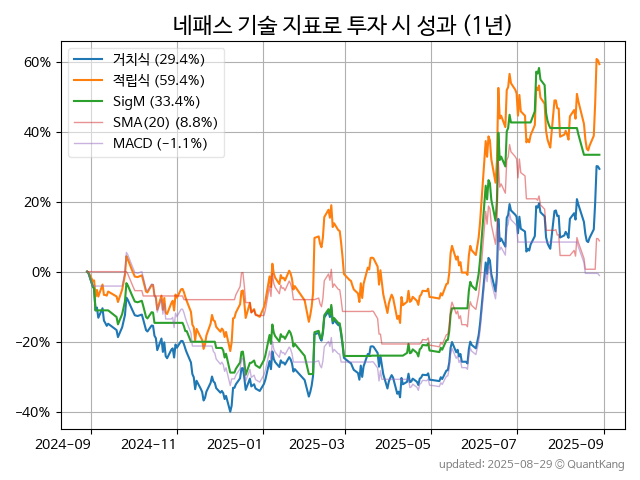 네패스 기술 지표로 투자 시 성과 (1년)
거치식 (29.4%)
적립식 (59.4%)
SigM (33.4%)
SMA(20) (8.8%)
MACD (−1.1%)
60%
40%
20%
0%
−20%
−40%
2024-09 2024-11 2025-01 2025-03 2025-05 2025-07 2025-09
updated: 2025-08-29 © QuantKang